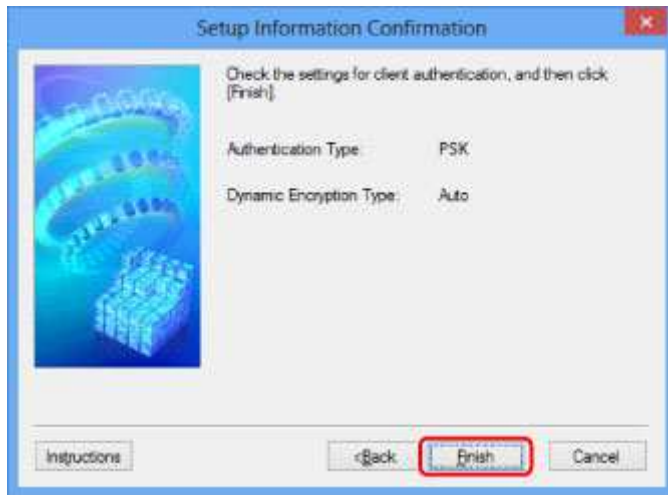 Setup Information Confirmation
Check the settings for client authentication, and then click
[Finish].
Authentication Type: PSK
Dynamic Encryption Type: Auto
Instructions
<Back
Finish
Cancel